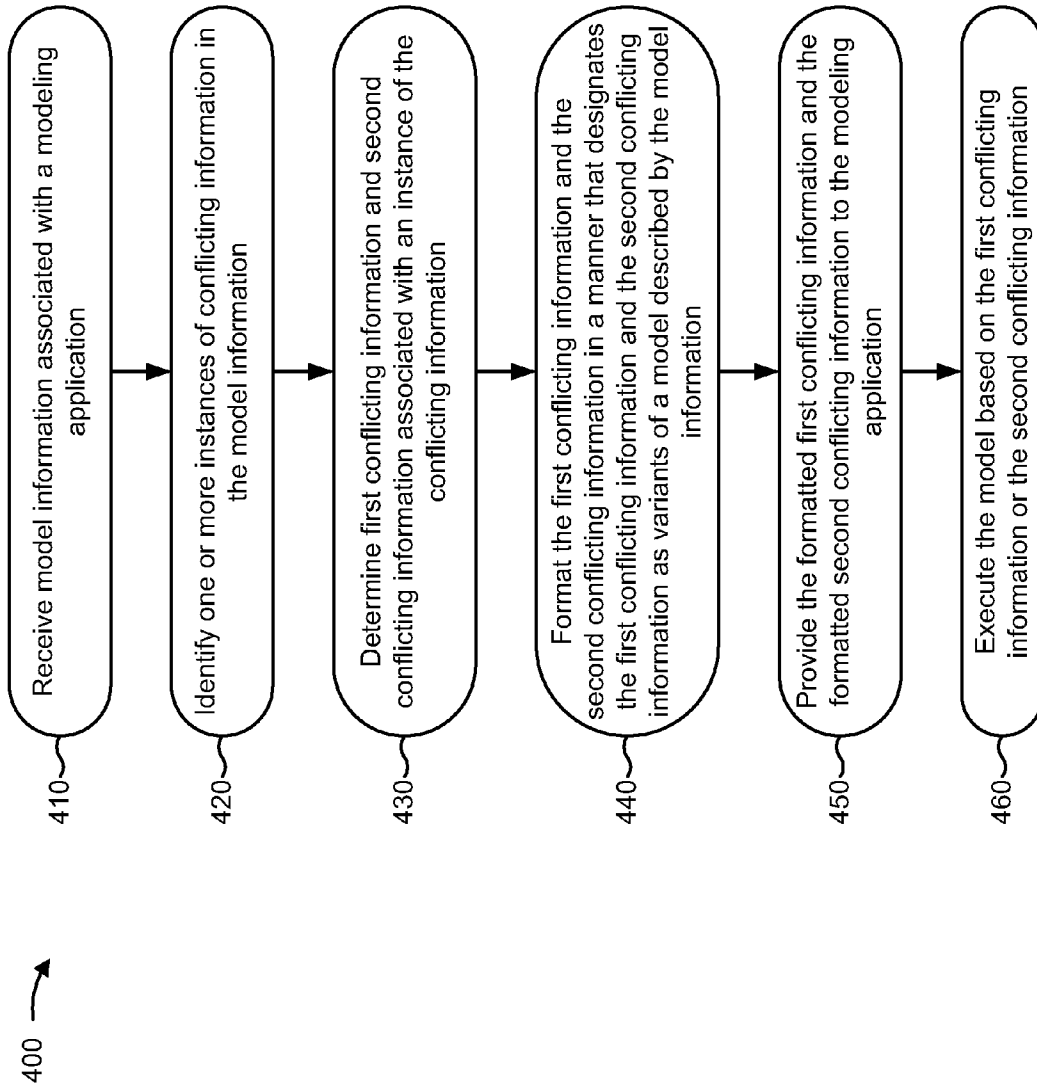 400
410
Receive model information associated with a modeling
application
420
Identify one or more instances of conflicting information in
the model information
430
Determine first conflicting information and second
conflicting information associated with an instance of the
conflicting information
440
Format the first conflicting information and the
second conflicting information in a manner that designates
the first conflicting information and the second conflicting
information as variants of a model described by the model
information
450
Provide the formatted first conflicting information and the
formatted second conflicting information to the modeling
application
460
Execute the model based on the first conflicting
information or the second conflicting information